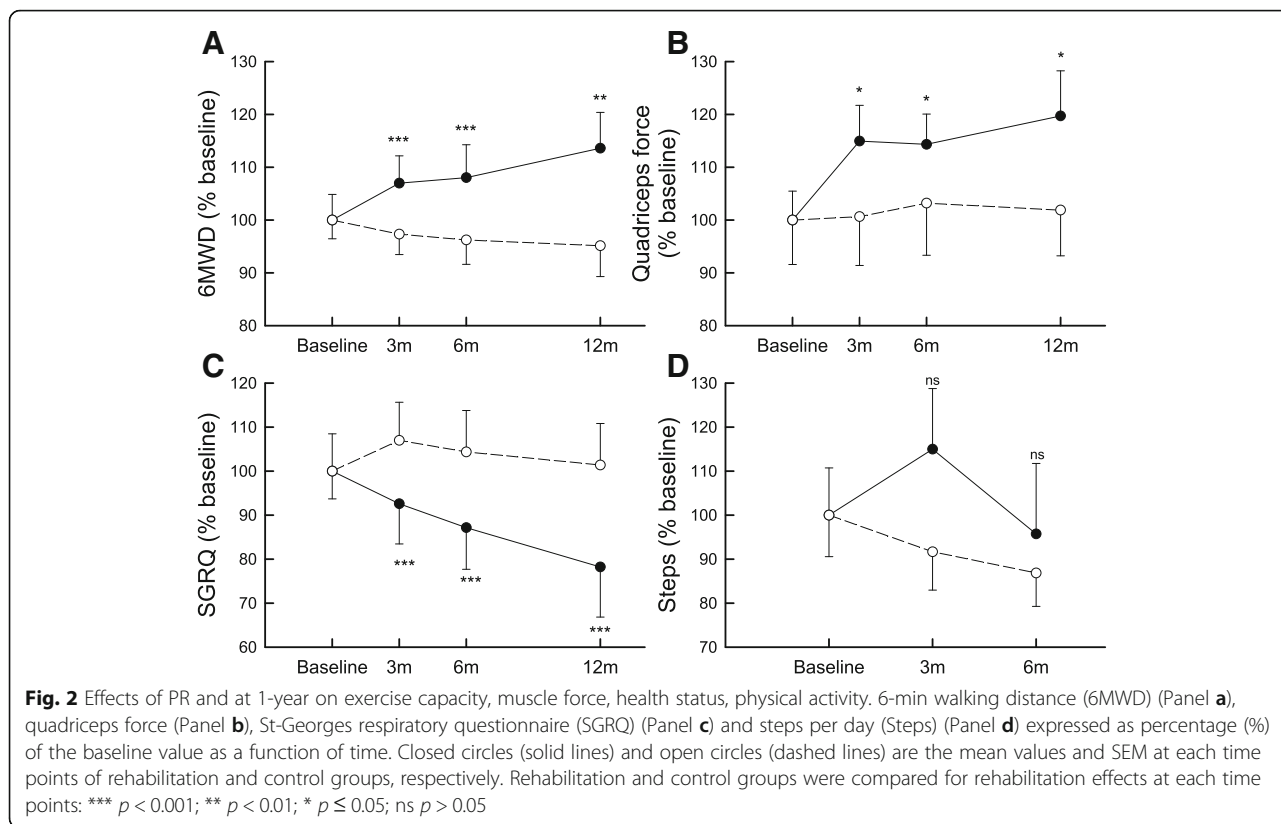 A
B
130
120
110
100
90
80
6MWD (% baseline)
***
***
**
Baseline 3m 6m 12m
130
120
110
100
90
80
Quadriceps force
(% baseline)
*
*
*
Baseline 3m 6m 12m
C
D
120
110
100
90
80
70
60
SGRQ (% baseline)
***
***
***
Baseline 3m 6m 12m
130
120
110
100
90
80
70
Steps (% baseline)
ns
ns
Baseline 3m 6m
Fig. 2 Effects of PR and at 1-year on exercise capacity, muscle force, health status, physical activity. 6-min walking distance (6MWD) (Panel a),
quadriceps force (Panel b), St-Georges respiratory questionnaire (SGRQ) (Panel c) and steps per day (Steps) (Panel d) expressed as percentage (%)
of the baseline value as a function of time. Closed circles (solid lines) and open circles (dashed lines) are the mean values and SEM at each time
points of rehabilitation and control groups, respectively. Rehabilitation and control groups were compared for rehabilitation effects at each time
points: *** p < 0.001; ** p < 0.01; * p ≤ 0.05; ns p > 0.05